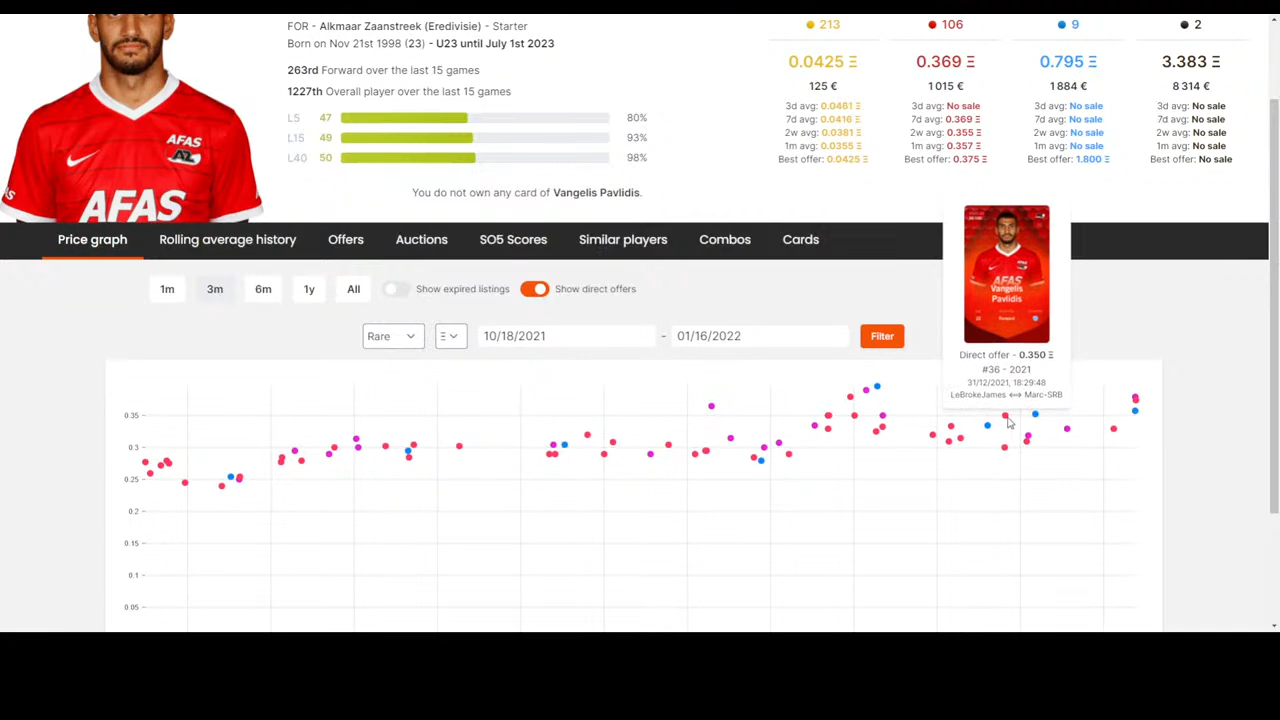 FOR - Alkmaar Zaanstreek (Eredivisie) - Starter
Born on Nov 21st 1998 (23) - U23 until July 1st 2023
263rd Forward over the last 15 games
1227th Overall player over the last 15 games
L5 47 80%
L15 49 93%
L40 50 98%
213 106 9 2
0.0425 Ξ 0.369 Ξ 0.795 Ξ 3.383 Ξ
125 € 1 015 € 1 884 € 8 314 €
3d avg: 0.0461 Ξ 3d avg: No sale 3d avg: No sale 3d avg: No sale
7d avg: 0.0416 Ξ 7d avg: 0.369 Ξ 7d avg: No sale 7d avg: No sale
2w avg: 0.0381 Ξ 2w avg: 0.355 Ξ 2w avg: No sale 2w avg: No sale
1m avg: 0.0355 Ξ 1m avg: 0.357 Ξ 1m avg: No sale 1m avg: No sale
Best offer: 0.0425 Ξ Best offer: 0.375 Ξ Best offer: 1.800 Ξ Best offer: No sale
AFAS
AZ
AFAS
You do not own any card of Vangelis Pavlidis.
Price graph Rolling average history Offers Auctions SO5 Scores Similar players Combos Cards
1m 3m 6m 1y All Show expired listings Show direct offers
Rare Ξ 10/18/2021 - 01/16/2022 Filter
Vangelis
Pavlidis
Direct offer - 0.350 Ξ
#36 - 2021
31/12/2021, 18:29:48
LeBrokeJames ⟺ Marc-SRB
0.35
0.3
0.25
0.2
0.15
0.1
0.05